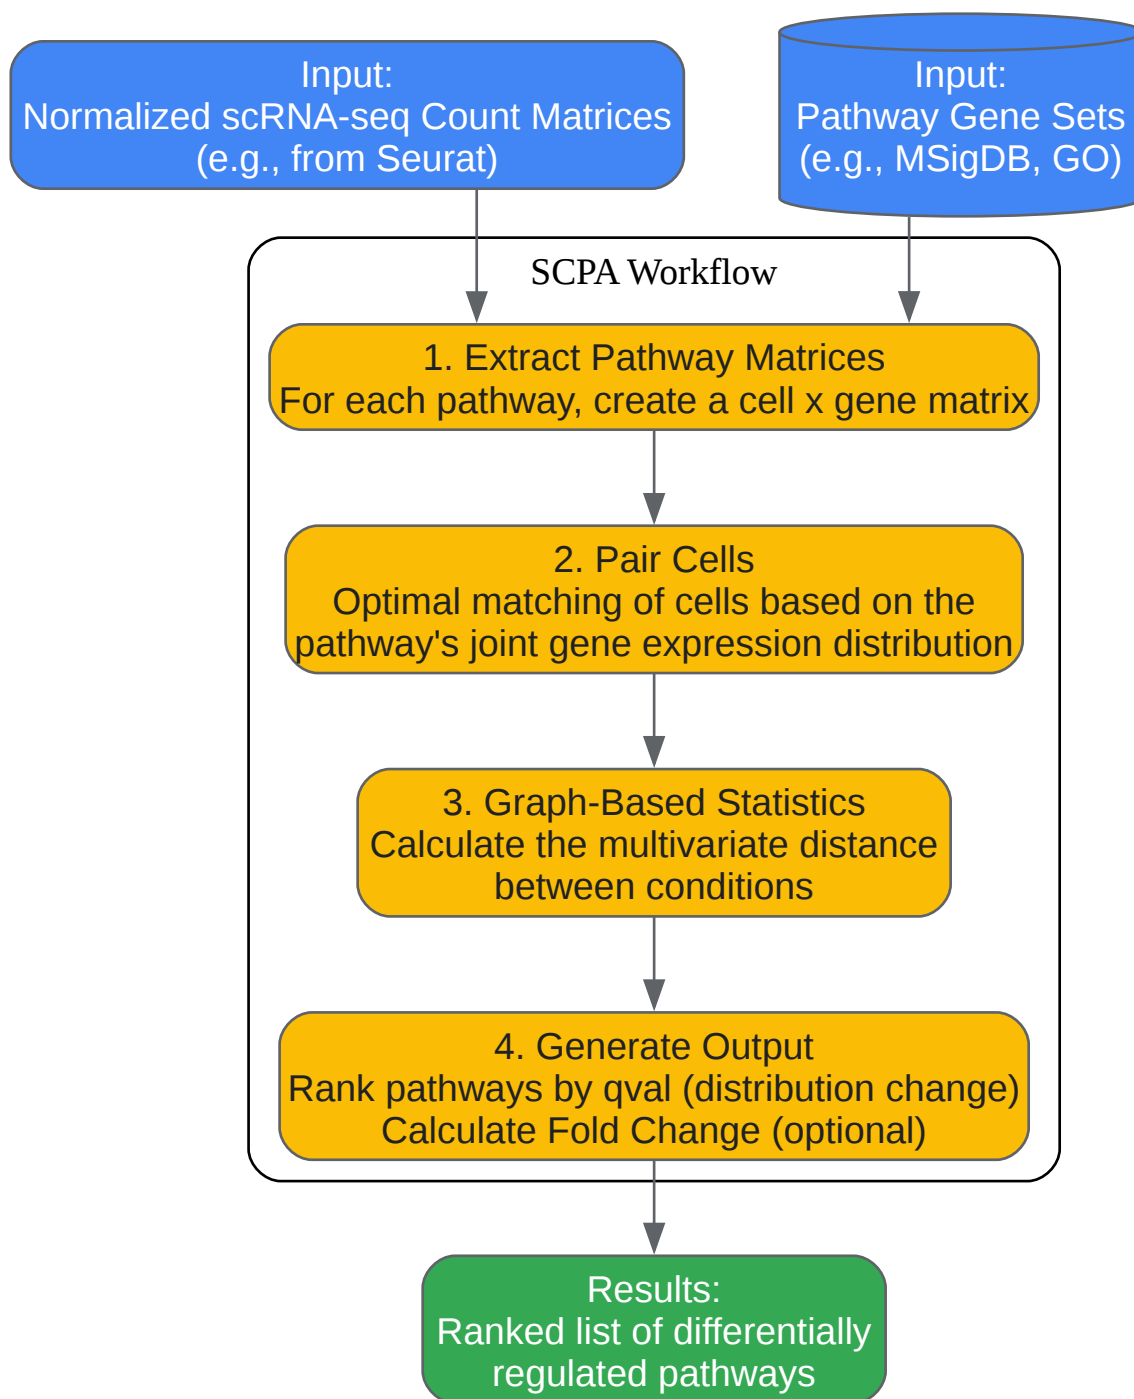 Input:
Normalized scRNA-seq Count Matrices
(e.g., from Seurat)
Input:
Pathway Gene Sets
(e.g., MSigDB, GO)
SCPA Workflow
1. Extract Pathway Matrices
For each pathway, create a cell x gene matrix
2. Pair Cells
Optimal matching of cells based on the
pathway's joint gene expression distribution
3. Graph-Based Statistics
Calculate the multivariate distance
between conditions
4. Generate Output
Rank pathways by qval (distribution change)
Calculate Fold Change (optional)
Results:
Ranked list of differentially
regulated pathways